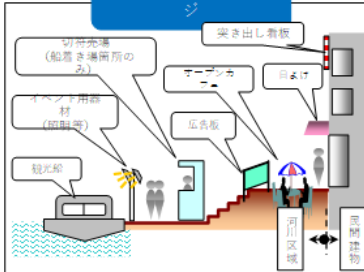 ジ
突き出し看板
切符売場
(船着き場箇所の
み)
オープンカ
フェ
日よけ
イベント用器
材
(照明等)
広告板
観光船
河川区域
民間建物